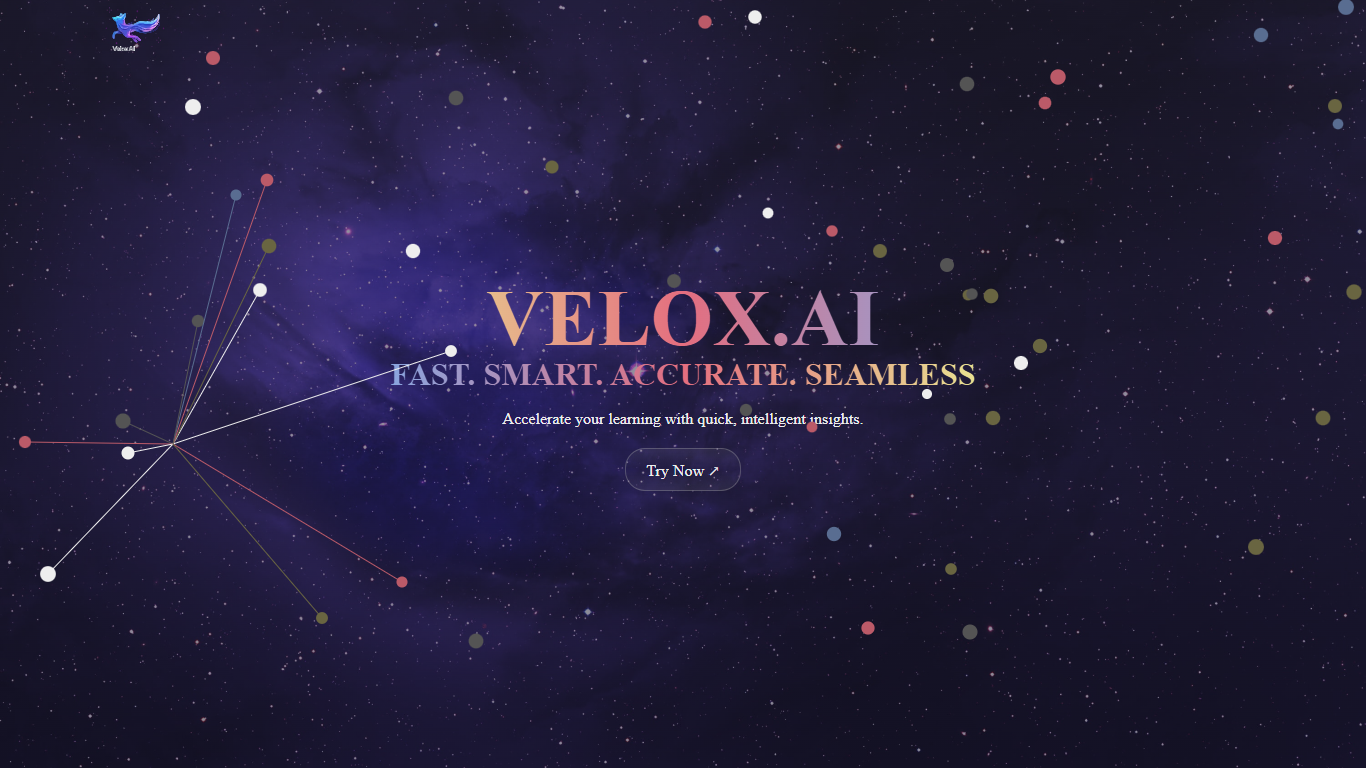 Velox AI
VELOX.AI
FAST. SMART. ACCURATE. SEAMLESS
Accelerate your learning with quick, intelligent insights.
Try Now ↗